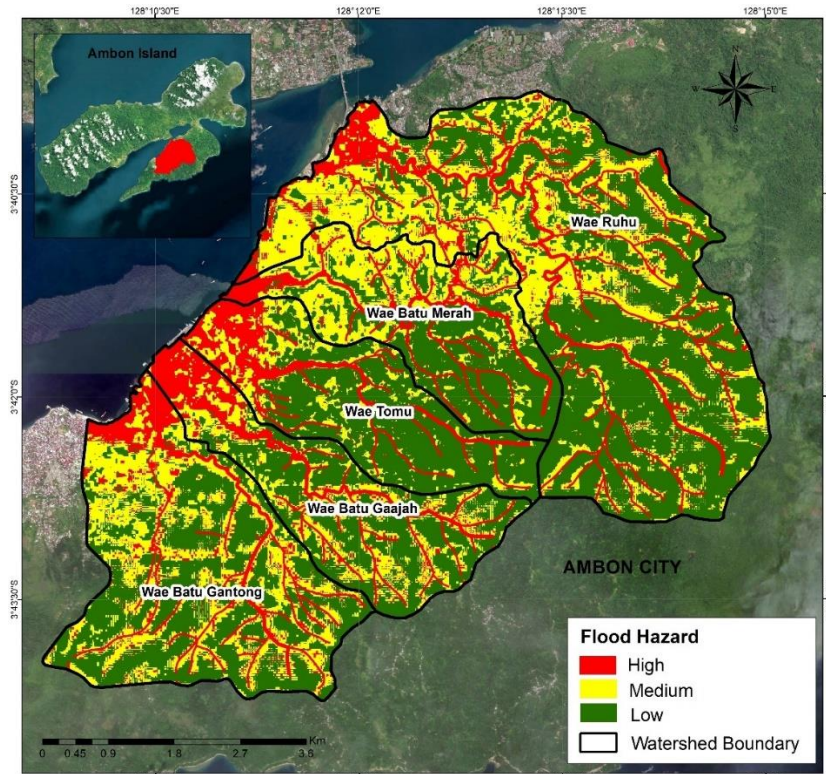 128°10'30"E 128°12'0"E 128°13'30"E 128°15'0"E
Ambon Island
N
W E
S
3°40'30"S
3°42'0"S
3°43'30"S
Wae Ruhu
Wae Batu Merah
Wae Tomu
Wae Batu Gaajah
Wae Batu Gantong
AMBON CITY
Flood Hazard
High
Medium
Low
Watershed Boundary
Km
0 0.45 0.9 1.8 2.7 3.6